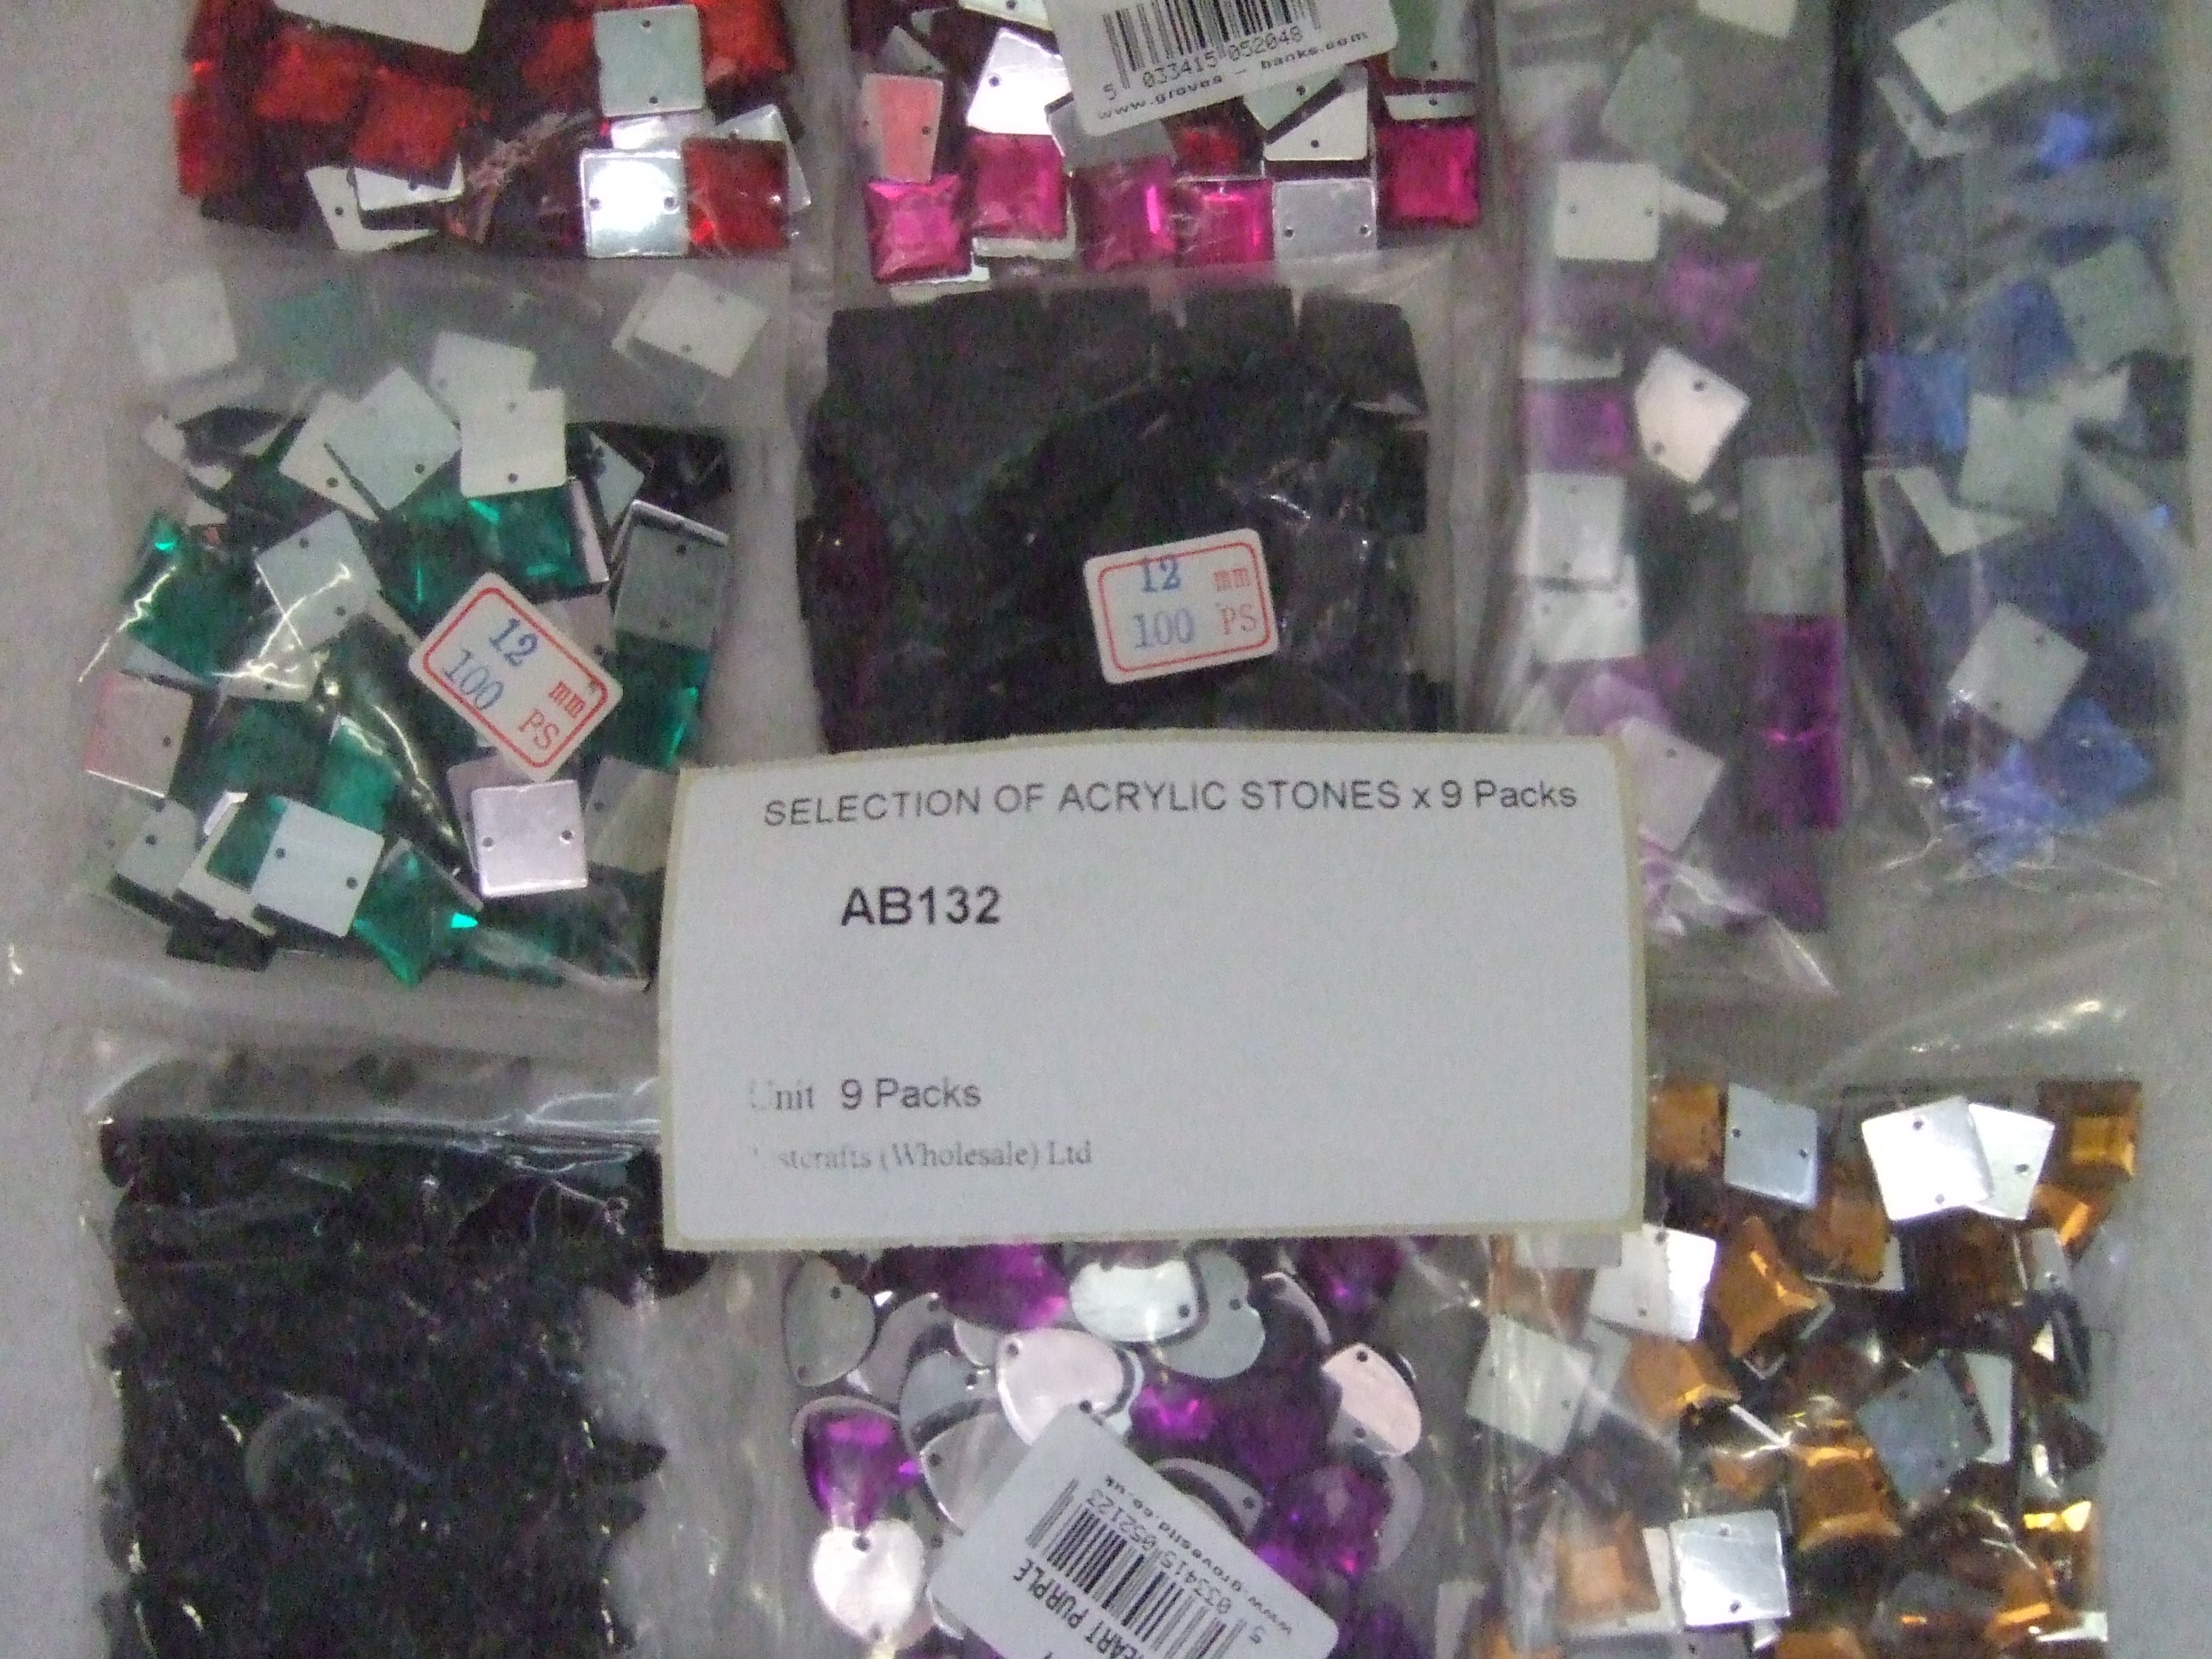 5 033415 052048
www.groves - banks.com
12 mm
100 PS
12 mm
100 PS
SELECTION OF ACRYLIC STONES x 9 Packs
AB132
Unit 9 Packs
(Wholesale) Ltd
PURPLE
5 033415 052123
www.grovesltd.co.uk